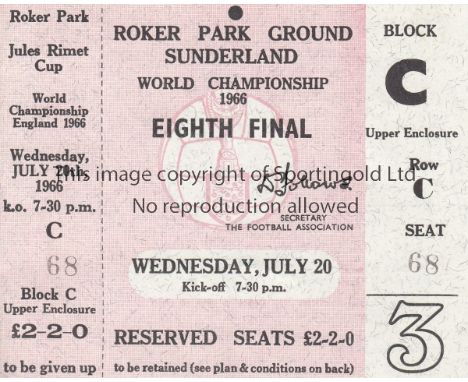 Roker Park
Jules Rimet
Cup
World
Championship
England 1966
Wednesday,
JULY 20th,
1966
k.o. 7-30 p.m.
C
68
Block C
Upper Enclosure
£2-2-0
to be given up
ROKER PARK GROUND
SUNDERLAND
WORLD CHAMPIONSHIP
1966
EIGHTH FINAL
this image copyright of Sportingold Ltd
No reproduction allowed
SECRETARY
THE FOOTBALL ASSOCIATION
WEDNESDAY, JULY 20
Kick-off 7-30 p.m.
RESERVED SEATS £2-2-0
to be retained (see plan & conditions on back)
BLOCK
C
Upper Enclosure
Row
C
SEAT
68
3